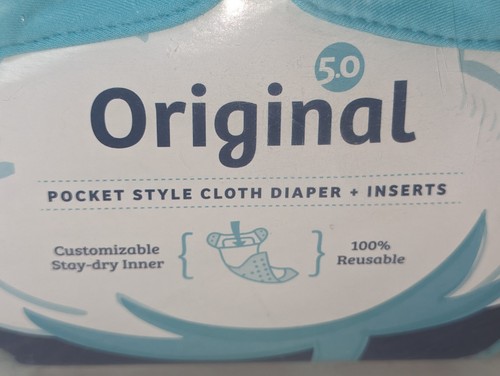 5.0
Original
POCKET STYLE CLOTH DIAPER + INSERTS
Customizable
Stay-dry Inner
100%
Reusable